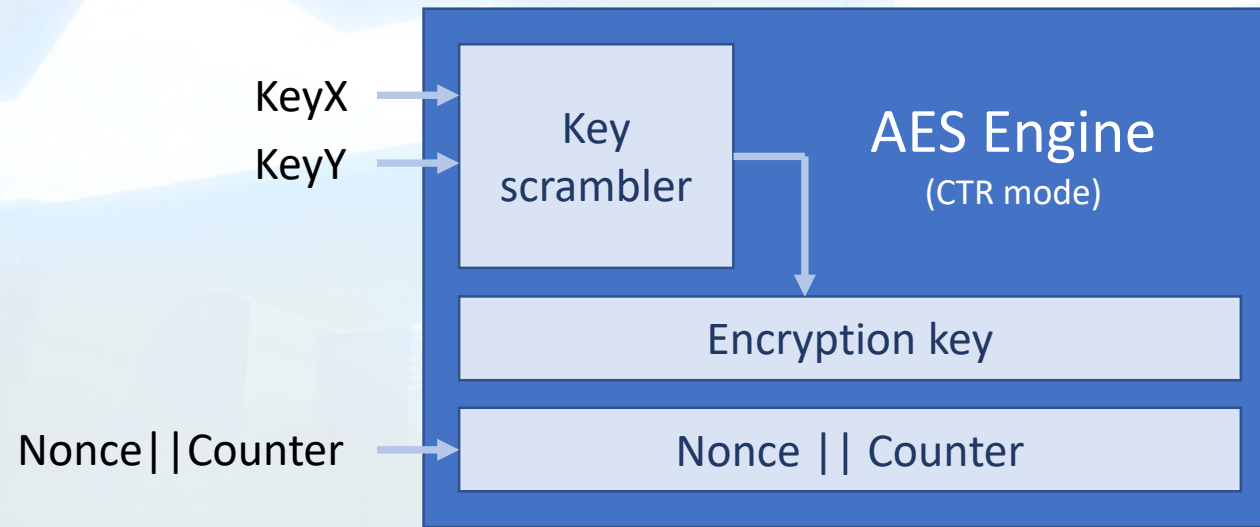 KeyX
KeyY
Key
scrambler
AES Engine
(CTR mode)
Encryption key
Nonce||Counter
Nonce || Counter